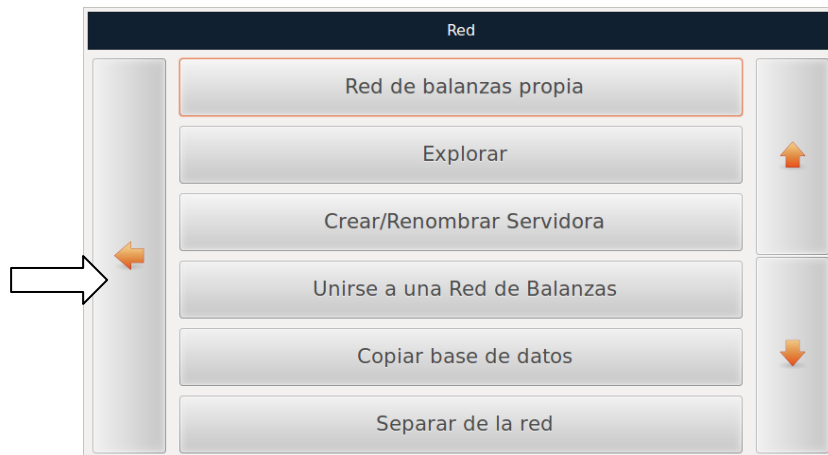 Red
Red de balanzas propia
Explorar
Crear/Renombrar Servidora
Unirse a una Red de Balanzas
Copiar base de datos
Separar de la red